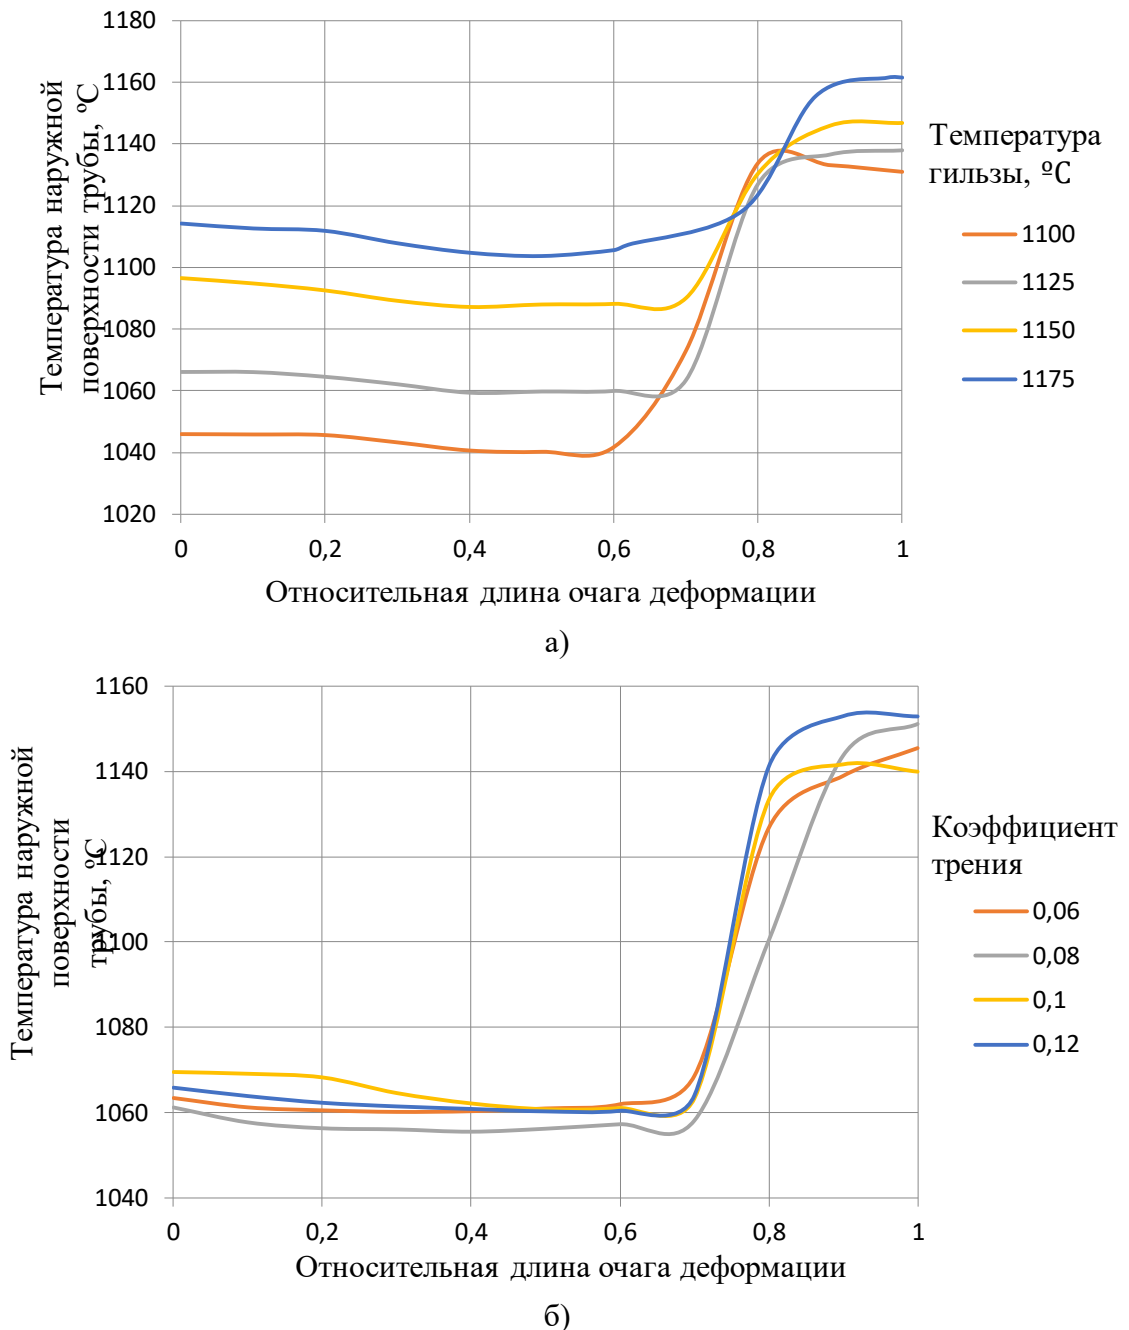 1180
1160
1140
1120
1100
1080
1060
1040
1020
Температура наружной
поверхности трубы, ºС
0
0,2
0,4
0,6
0,8
1
Относительная длина очага деформации
Температура
гильзы, ºС
1100
1125
1150
1175
а)
1160
1140
1120
1100
1080
1060
1040
Температура наружной
поверхности
трубы, ºС
0
0,2
0,4
0,6
0,8
1
Относительная длина очага деформации
Коэффициент
трения
0,06
0,08
0,1
0,12
б)